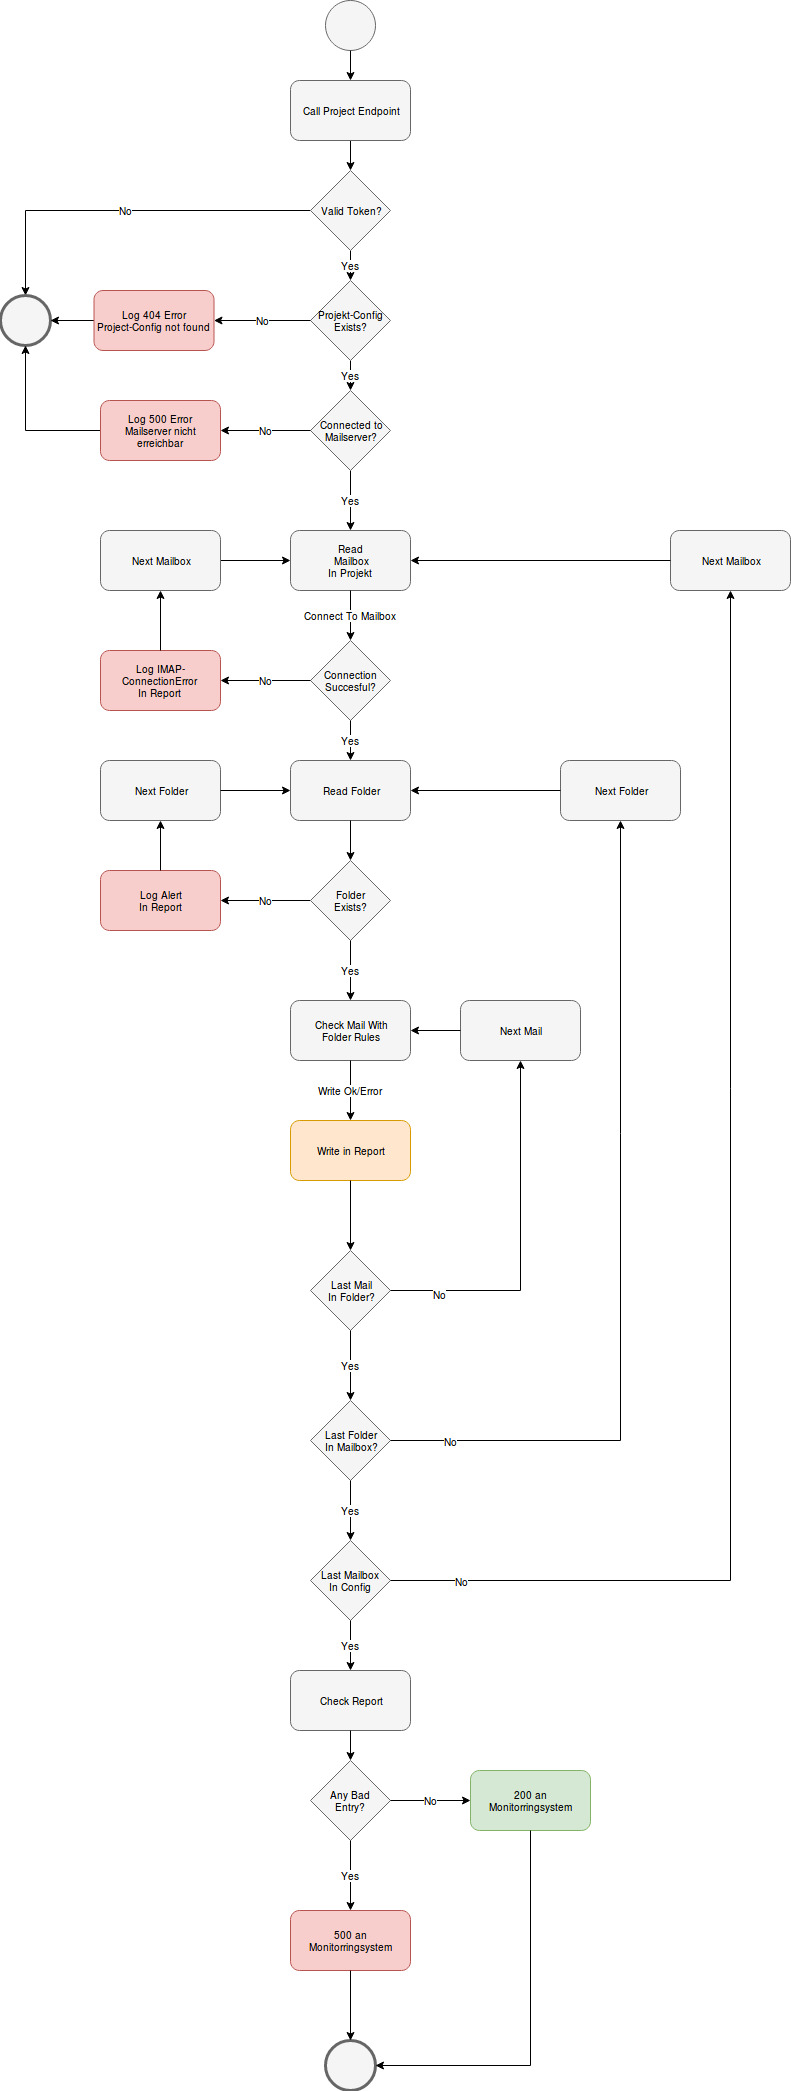 Call Project Endpoint
Valid Token?
No
Yes
Log 404 Error
Project-Config not found
No
Projekt-Config
Exists?
Yes
Log 500 Error
Mailserver nicht
erreichbar
No
Connected to
Mailserver?
Yes
Next Mailbox
Read
Mailbox
In Projekt
Next Mailbox
Connect To Mailbox
Log IMAP-
ConnectionError
In Report
No
Connection
Succesful?
Yes
Next Folder
Read Folder
Next Folder
Log Alert
In Report
No
Folder
Exists?
Yes
Check Mail With
Folder Rules
Next Mail
Write Ok/Error
Write in Report
Last Mail
In Folder?
No
Yes
Last Folder
In Mailbox?
No
Yes
Last Mailbox
In Config
No
Yes
Check Report
Any Bad
Entry?
No
200 an
Monitorringsystem
Yes
500 an
Monitorringsystem